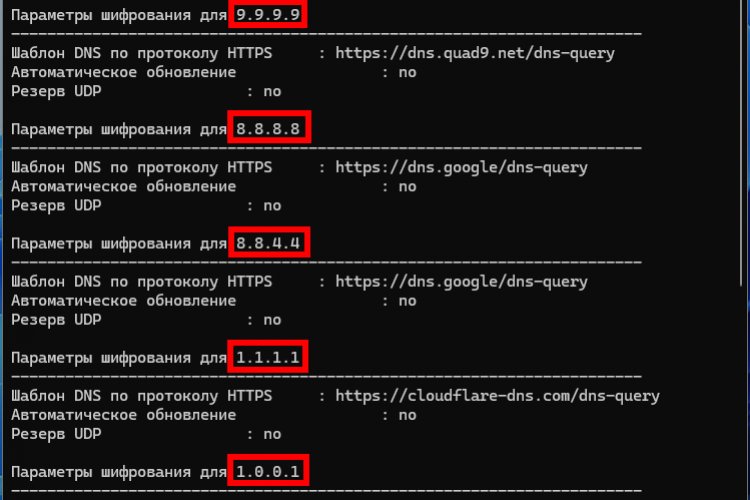 Параметры шифрования для 9.9.9.9
----------------------------------------------------------------------
Шаблон DNS по протоколу HTTPS     : https://dns.quad9.net/dns-query
Автоматическое обновление                : no
Резерв UDP                : no
Параметры шифрования для 8.8.8.8
----------------------------------------------------------------------
Шаблон DNS по протоколу HTTPS     : https://dns.google/dns-query
Автоматическое обновление                : no
Резерв UDP                : no
Параметры шифрования для 8.8.4.4
----------------------------------------------------------------------
Шаблон DNS по протоколу HTTPS     : https://dns.google/dns-query
Автоматическое обновление                : no
Резерв UDP                : no
Параметры шифрования для 1.1.1.1
----------------------------------------------------------------------
Шаблон DNS по протоколу HTTPS     : https://cloudflare-dns.com/dns-query
Автоматическое обновление                : no
Резерв UDP                : no
Параметры шифрования для 1.0.0.1
----------------------------------------------------------------------